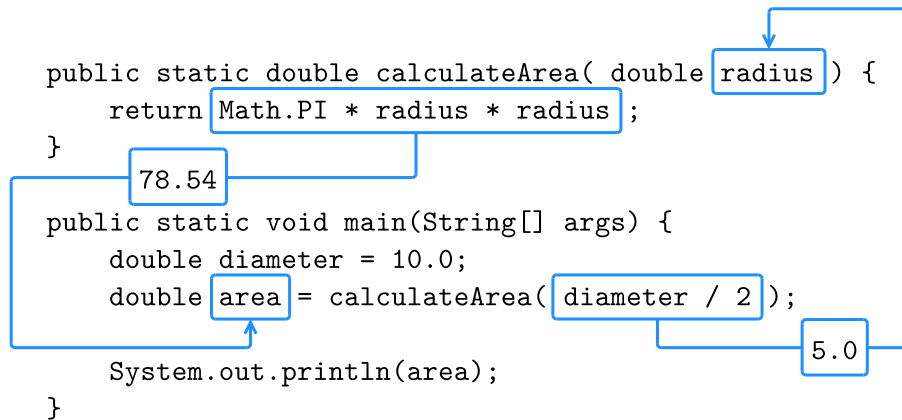 public static double calculateArea( double radius ) {
    return Math.PI * radius * radius ;
}
78.54
public static void main(String[] args) {
    double diameter = 10.0;
    double area = calculateArea( diameter / 2 );
5.0
    System.out.println(area);
}